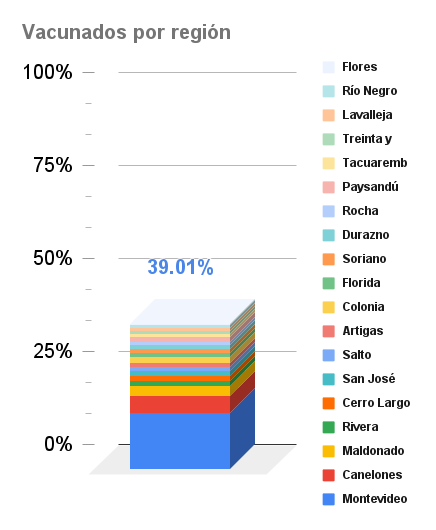 Vacunados por región
100%
75%
50%
25%
0%
39.01%
Flores
Río Negro
Lavalleja
Treinta y
Tacuaremb
Paysandú
Rocha
Durazno
Soriano
Florida
Colonia
Artigas
Salto
San José
Cerro Largo
Rivera
Maldonado
Canelones
Montevideo